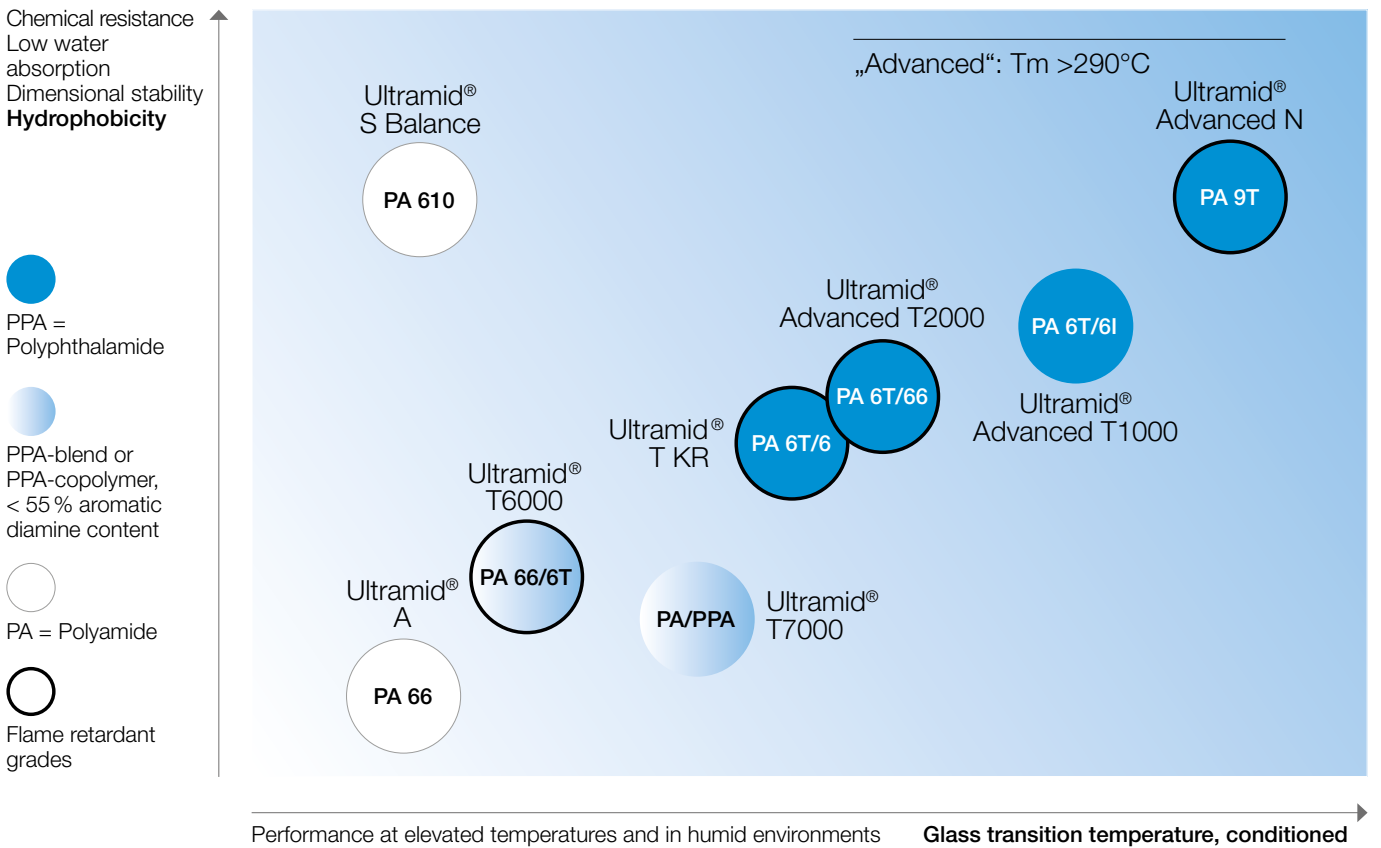 Chemical resistance
Low water
absorption
Dimensional stability
Hydrophobicity
PPA =
Polyphthalamide
PPA-blend or
PPA-copolymer,
< 55 % aromatic
diamine content
PA = Polyamide
Flame retardant
grades
„Advanced“: Tm >290°C
Ultramid®
S Balance
PA 610
Ultramid®
Advanced N
PA 9T
Ultramid®
Advanced T2000
PA 6T/66
PA 6T/6I
Ultramid®
Advanced T1000
Ultramid®
T KR
PA 6T/6
Ultramid®
T6000
PA 66/6T
Ultramid®
A
PA 66
PA/PPA
Ultramid®
T7000
Performance at elevated temperatures and in humid environments
Glass transition temperature, conditioned